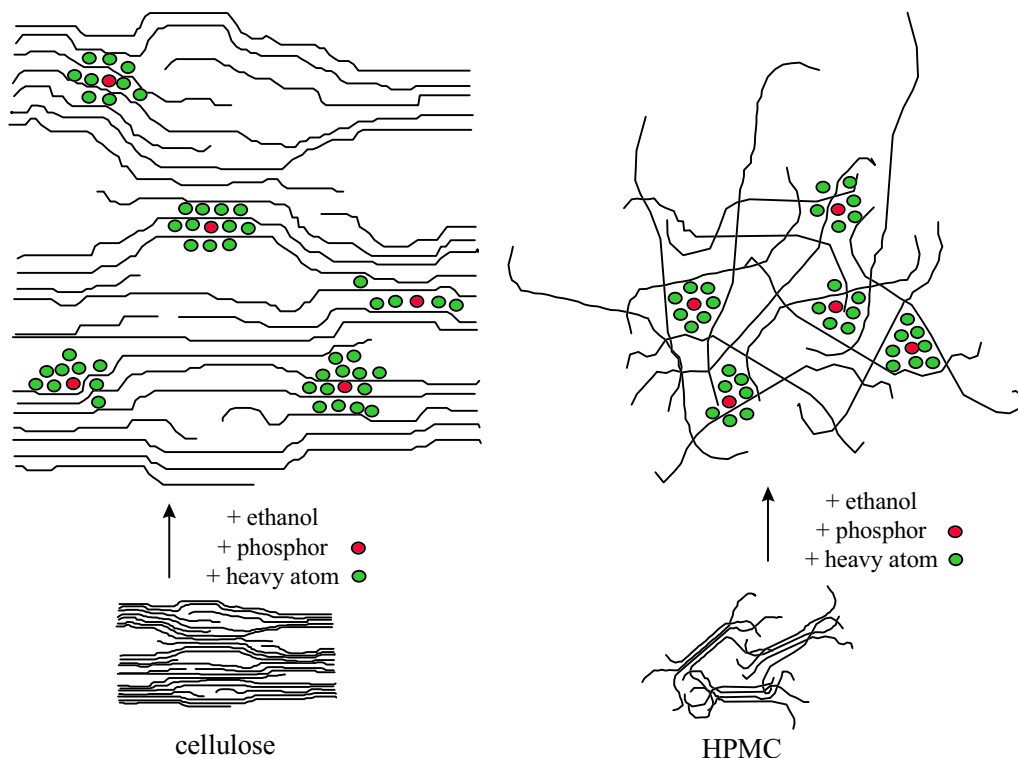 + ethanol
+ phosphor
+ heavy atom
cellulose
+ ethanol
+ phosphor
+ heavy atom
HPMC